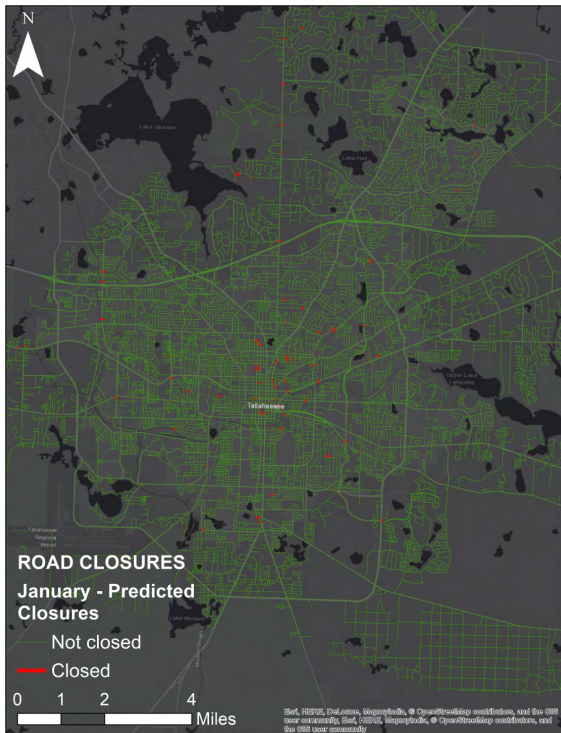 N
Lake Jackson
Lake Hall
Upper Lake
Lafayette
Tallahassee
Tallahassee
Regional
Airport
ROAD CLOSURES
January - Predicted
Closures
Not closed
Closed
Lake Munson
0 1 2 4
Miles
Esri, HERE, DeLorme, MapmyIndia, © OpenStreetMap contributors, and the GIS
user community, Esri, HERE, MapmyIndia, © OpenStreetMap contributors, and
the GIS user community